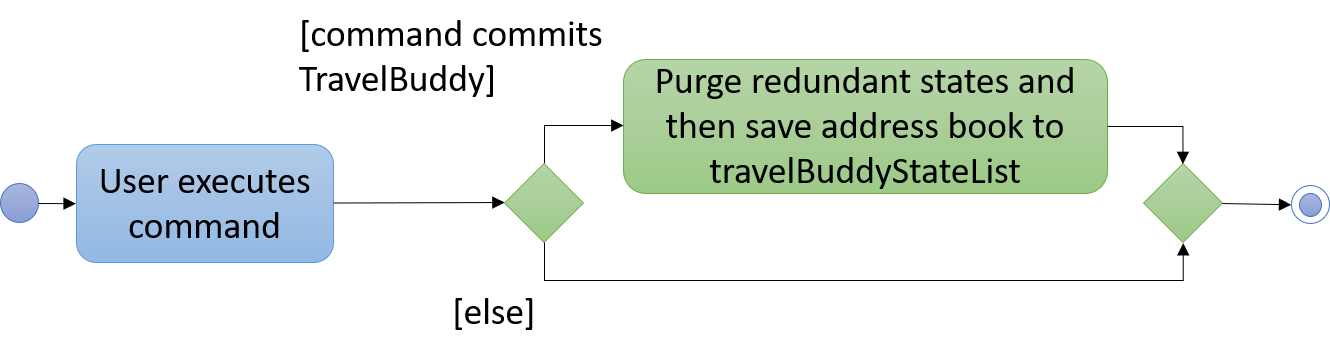 [command commits
TravelBuddy]
Purge redundant states and
then save address book to
travelBuddyStateList
User executes
command
[else]